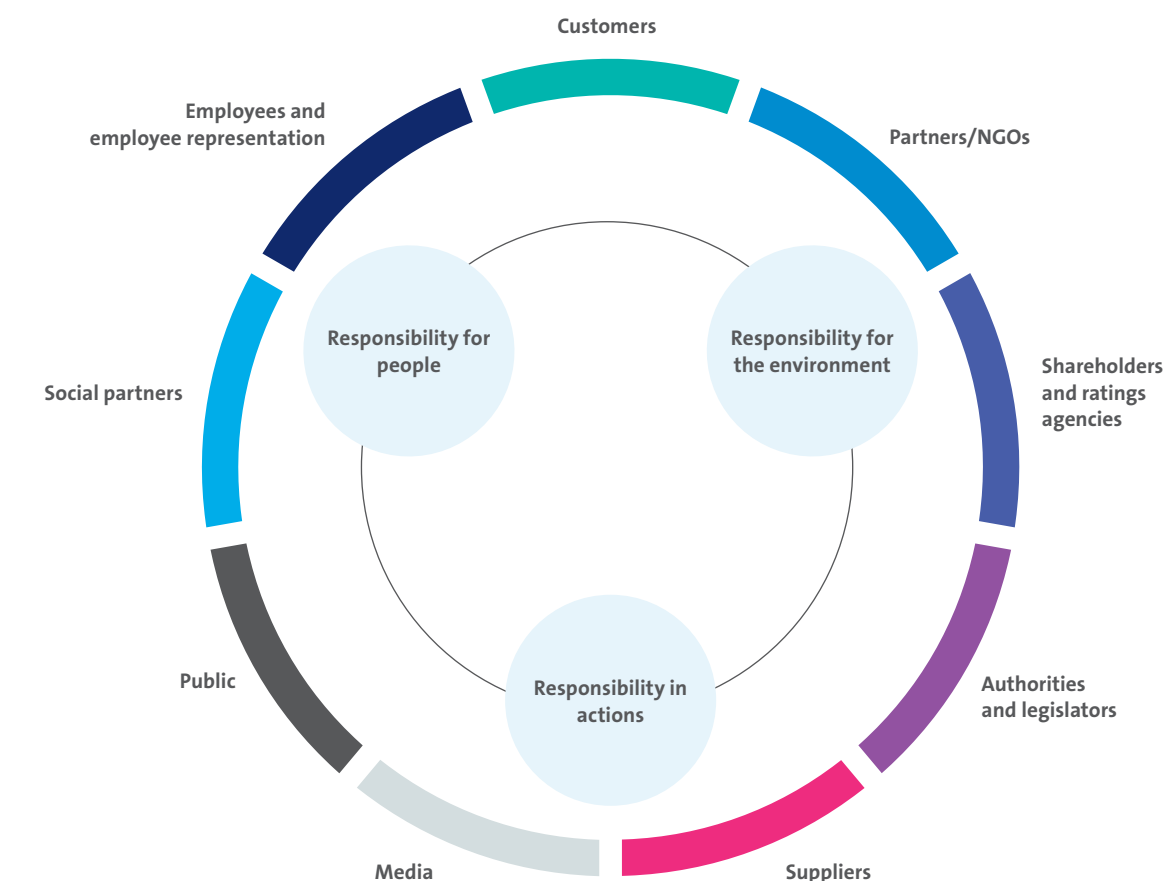 Customers
Employees and
employee representation
Partners/NGOs
Responsibility for
people
Responsibility for
the environment
Social partners
Shareholders
and ratings
agencies
Public
Responsibility in
actions
Authorities
and legislators
Media
Suppliers